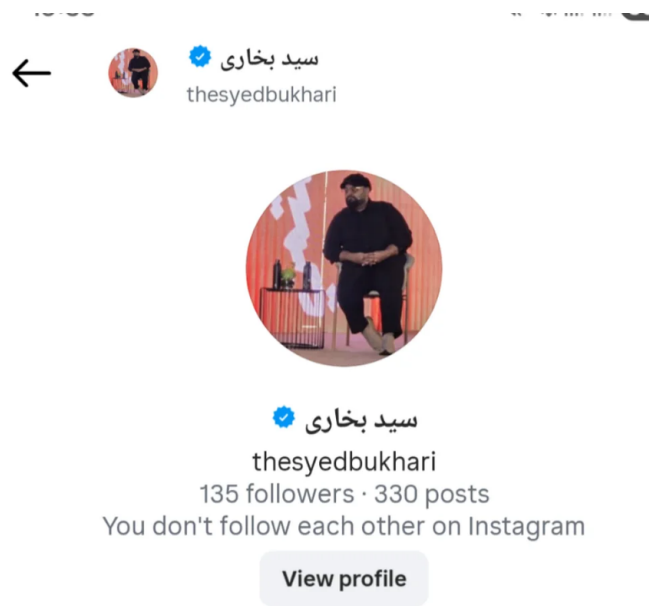 سید بخاری
thesyedbukhari
سید بخاری
thesyedbukhari
135 followers · 330 posts
You don't follow each other on Instagram
View profile